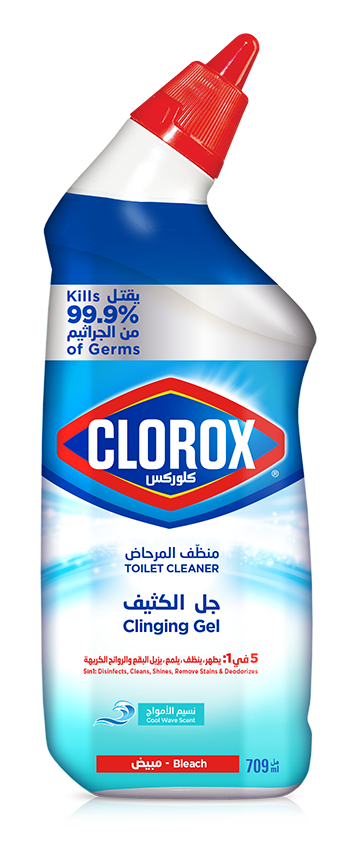 Kills يقتل
99.9%
من الجراثيم
of Germs
CLOROX
كلوركس
®
منظّف المرحاض
TOILET CLEANER
جل الكثيف
Clinging Gel
5 في 1: يطهر، ينظف، يلمع، يزيل البقع والروائح الكريهة
5in1: Disinfects, Cleans, Shines, Remove Stains & Deodorizes
نسيم الأمواج
Cool Wave Scent
مبيض - Bleach
709 مل
ml